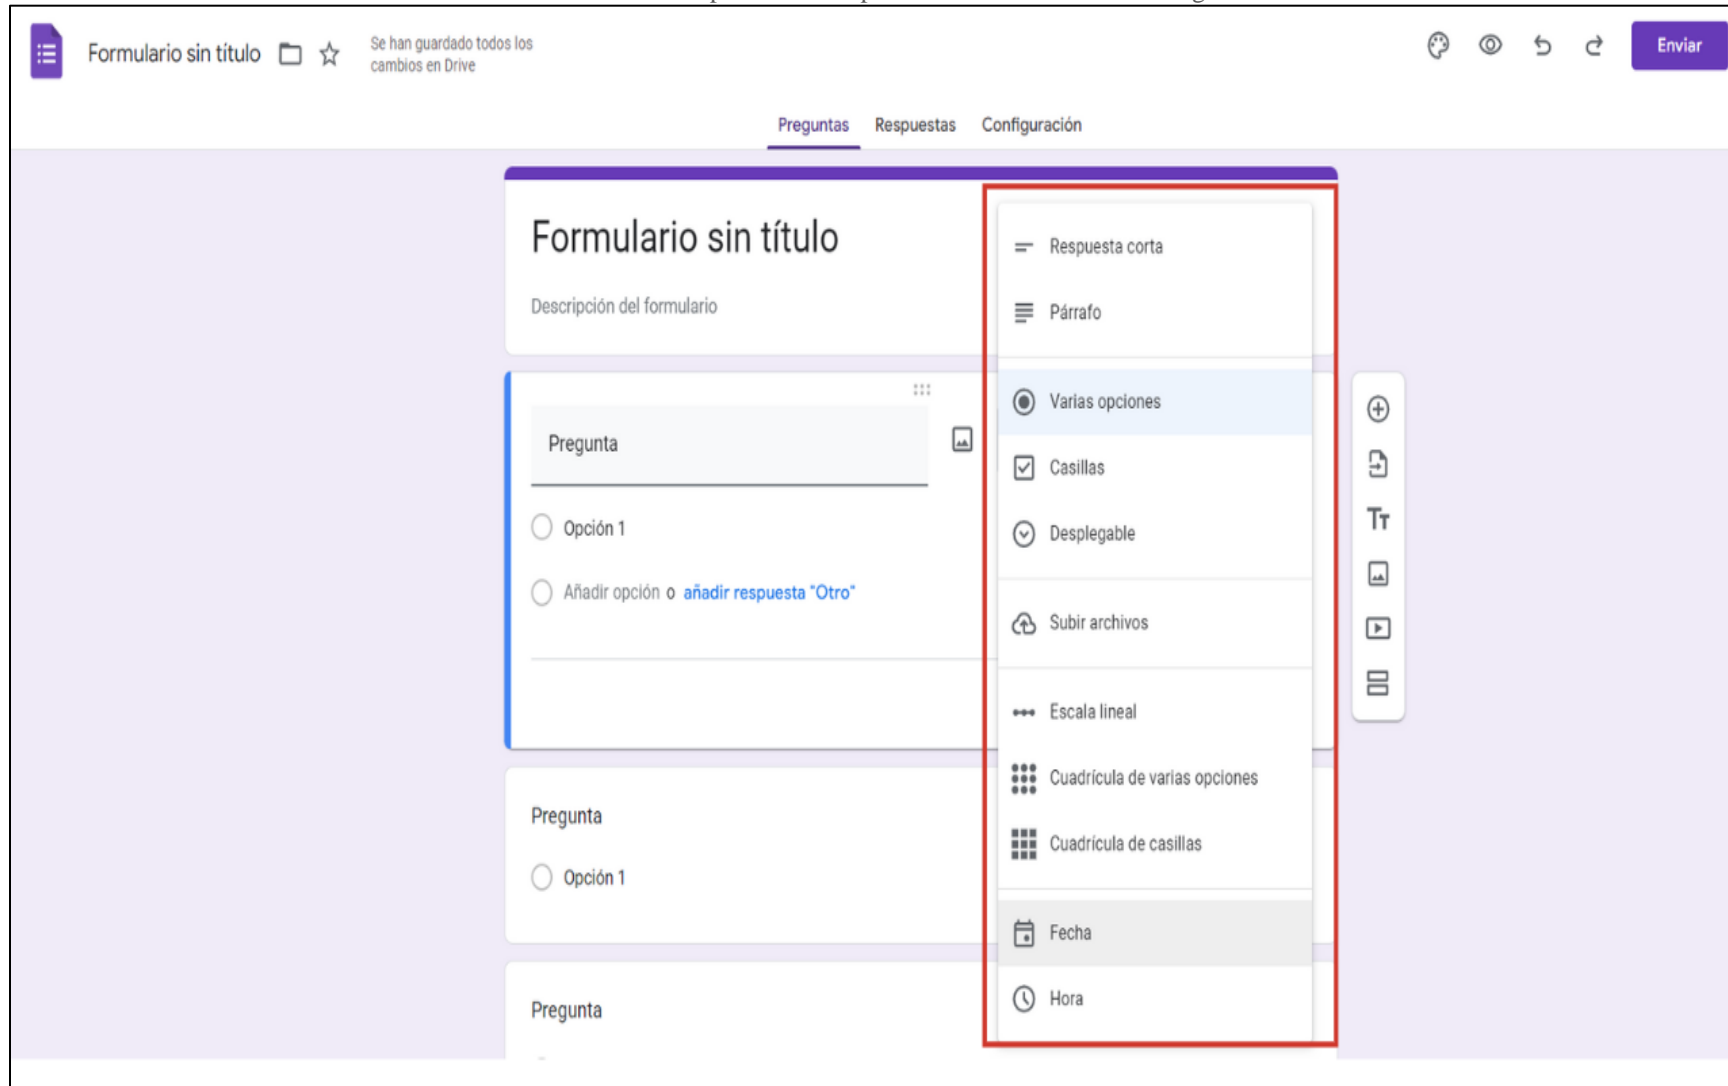 Formulario sin título
Se han guardado todos los
cambios en Drive
Enviar
Preguntas Respuestas Configuración
Formulario sin título
Descripción del formulario
Pregunta
Opción 1
Añadir opción o añadir respuesta "Otro"
Respuesta corta
Párrafo
Varias opciones
Casillas
Desplegable
Subir archivos
Escala lineal
Cuadrícula de varias opciones
Cuadrícula de casillas
Fecha
Hora
Tт
Pregunta
Opción 1
Pregunta